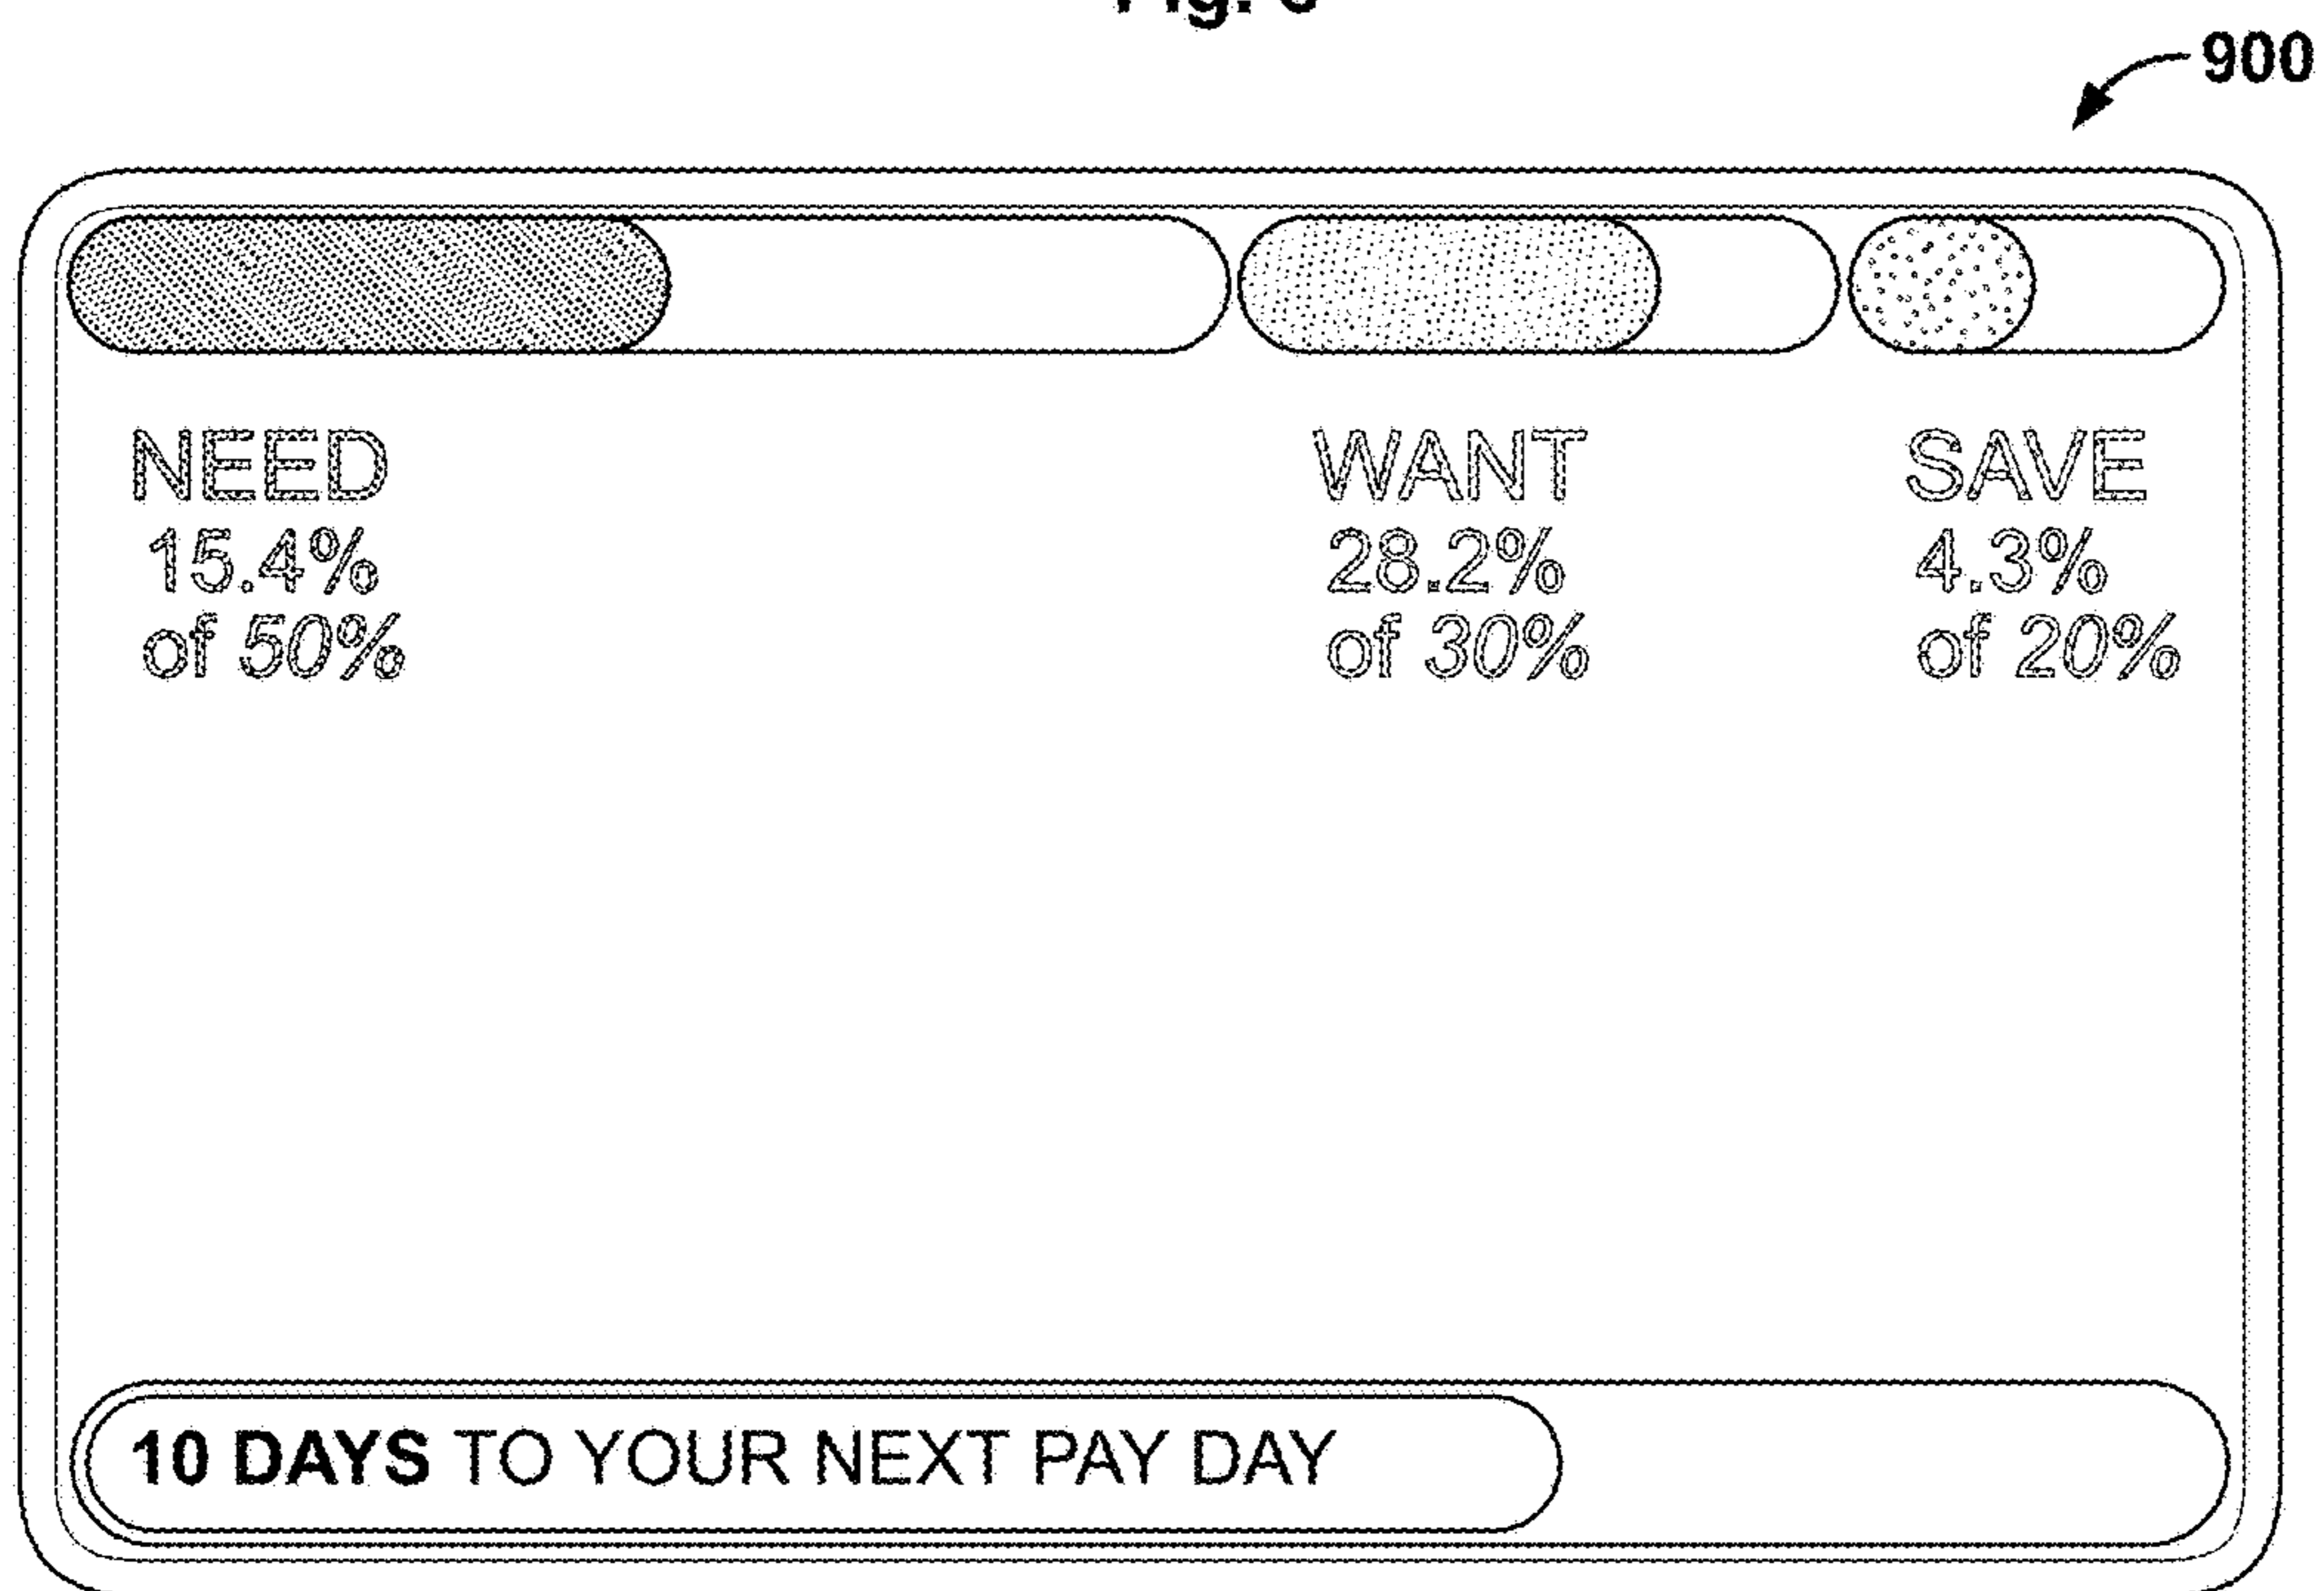 900
NEED WANT SAVE
15.4% 28.2% 4.3%
of 50% of 30% of 20%
10 DAYS TO YOUR NEXT PAY DAY